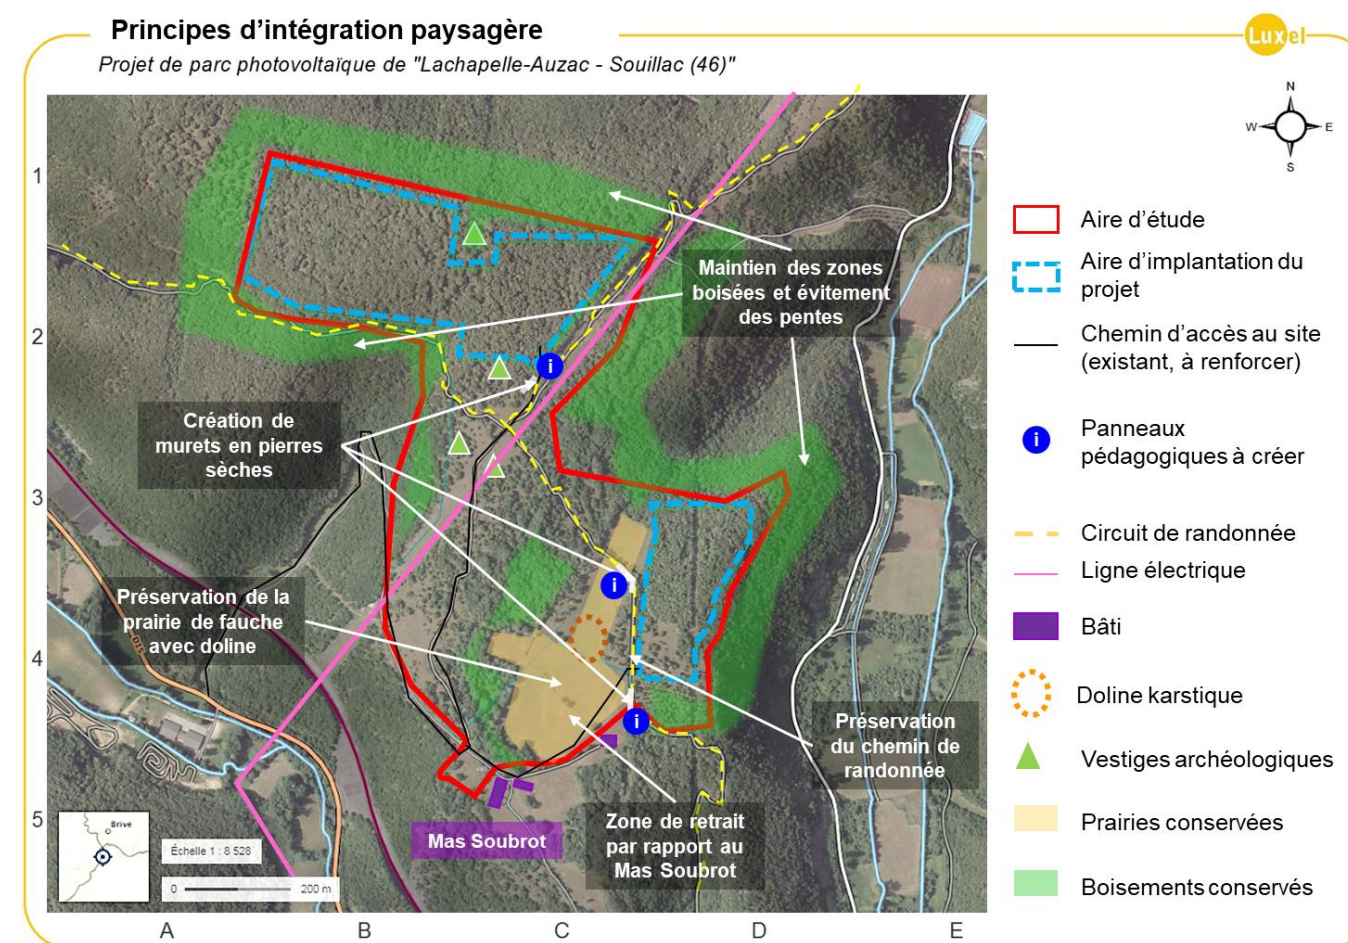 Principes d’intégration paysagère
Luxel
Projet de parc photovoltaïque de "Lachapelle-Auzac - Souillac (46)"
N
W
E
S
1
2
3
4
5
A
B
C
D
E
Maintien des zones
boisées et évitement
des pentes
i
Création de
murets en pierres
sèches
Préservation de la
prairie de fauche
avec doline
i
i
Préservation
du chemin de
randonnée
Zone de retrait
par rapport au
Mas Soubrot
Mas Soubrot
Brive
Échelle 1 : 8 528
0
200 m
Aire d’étude
Aire d’implantation du
projet
Chemin d’accès au site
(existant, à renforcer)
i
Panneaux
pédagogiques à créer
Circuit de randonnée
Ligne électrique
Bâti
Doline karstique
Vestiges archéologiques
Prairies conservées
Boisements conservés